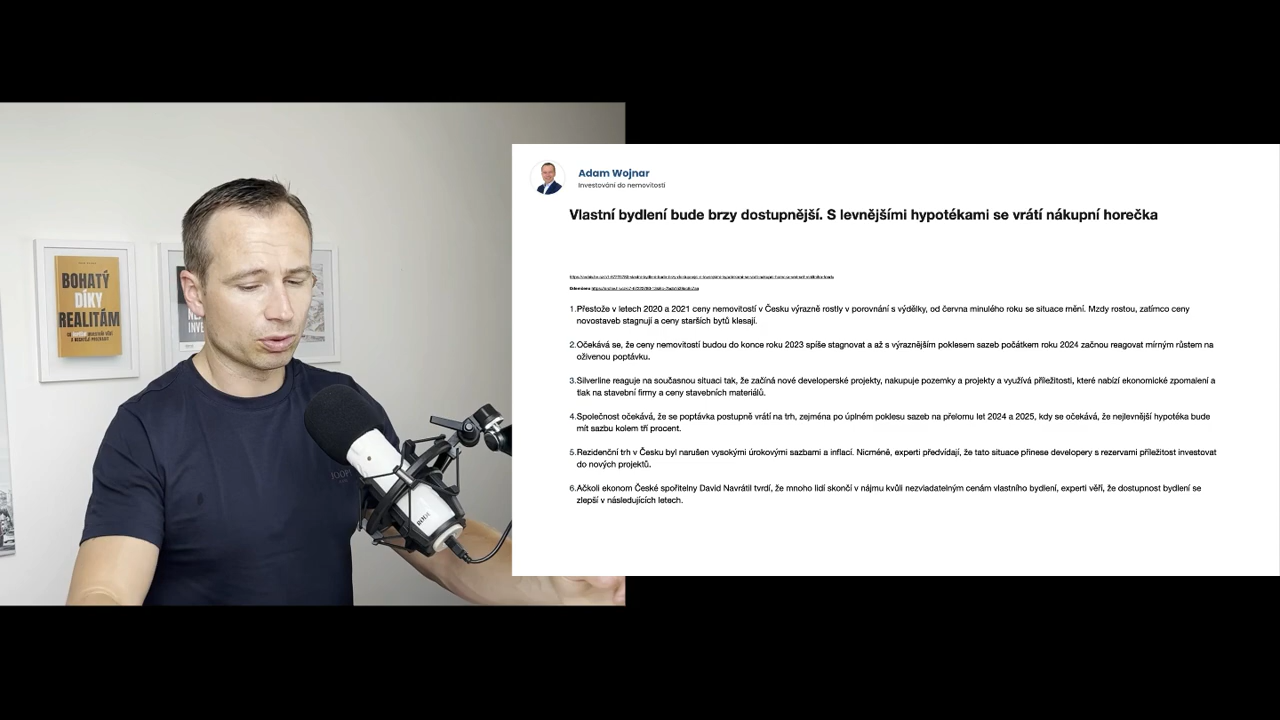 BOHATÝ
DÍKY
REALITÁM
JOOP!
Adam Wojnar
Investování do nemovitostí
Vlastní bydlení bude brzy dostupnější. S levnějšími hypotékami se vrátí nákupní horečka
1. Přestože v letech 2020 a 2021 ceny nemovitostí v Česku výrazně rostly v porovnání s výdělky, od června minulého roku se situace mění. Mzdy rostou, zatímco ceny
novostaveb stagnují a ceny starších bytů klesají.
2. Očekává se, že ceny nemovitostí budou do konce roku 2023 spíše stagnovat a až s výraznějším poklesem sazeb počátkem roku 2024 začnou reagovat mírným růstem na
oživenou poptávku.
3. Silverline reaguje na současnou situaci tak, že začíná nové developerské projekty, nakupuje pozemky a projekty a využívá příležitosti, které nabízí ekonomické zpomalení a
tlak na stavební firmy a ceny stavebních materiálů.
4. Společnost očekává, že se poptávka postupně vrátí na trh, zejména po úplném poklesu sazeb na přelomu let 2024 a 2025, kdy se očekává, že nejlevnější hypotéka bude
mít sazbu kolem tří procent.
5. Rezidenční trh v Česku byl narušen vysokými úrokovými sazbami a inflací. Nicméně, experti předvídají, že tato situace přinese developery s rezervami příležitost investovat
do nových projektů.
6. Ačkoli ekonom České spořitelny David Navrátil tvrdí, že mnoho lidí skončí v nájmu kvůli nezvladatelným cenám vlastního bydlení, experti věří, že dostupnost bydlení se
zlepší v následujících letech.